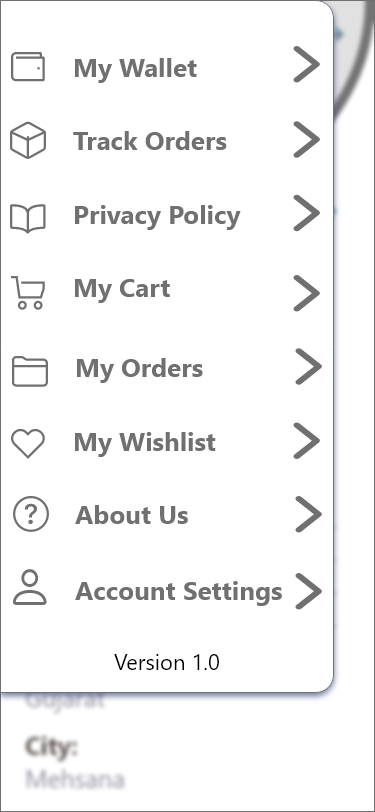 My Wallet
Track Orders
Privacy Policy
My Cart
My Orders
My Wishlist
About Us
Account Settings
Version 1.0
Gujarat
City:
Mehsana